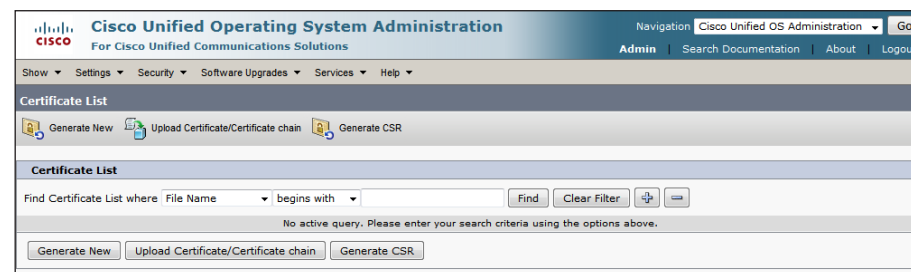 Cisco Unified Operating System Administration
Navigation Cisco Unified OS Administration
CISCO For Cisco Unified Communications Solutions
Admin | Search Documentation | About |
Show Settings Security Software Upgrades Services Help
Certificate List
Generate New Upload Certificate/Certificate chain Generate CSR
Certificate List
Find Certificate List where File Name begins with Find Clear Filter
No active query. Please enter your search criteria using the options above.
Generate New Upload Certificate/Certificate chain Generate CSR